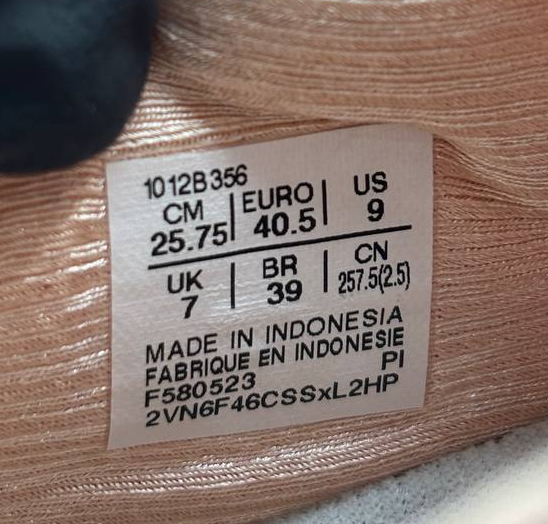 1012B356
CM | EURO | US
25.75 | 40.5 | 9
UK | BR | CN
7 | 39 | 257.5(2.5)
MADE IN INDONESIA
FABRIQUE EN INDONESIE
F580523 PI
2VN6F46CSSxL2HP